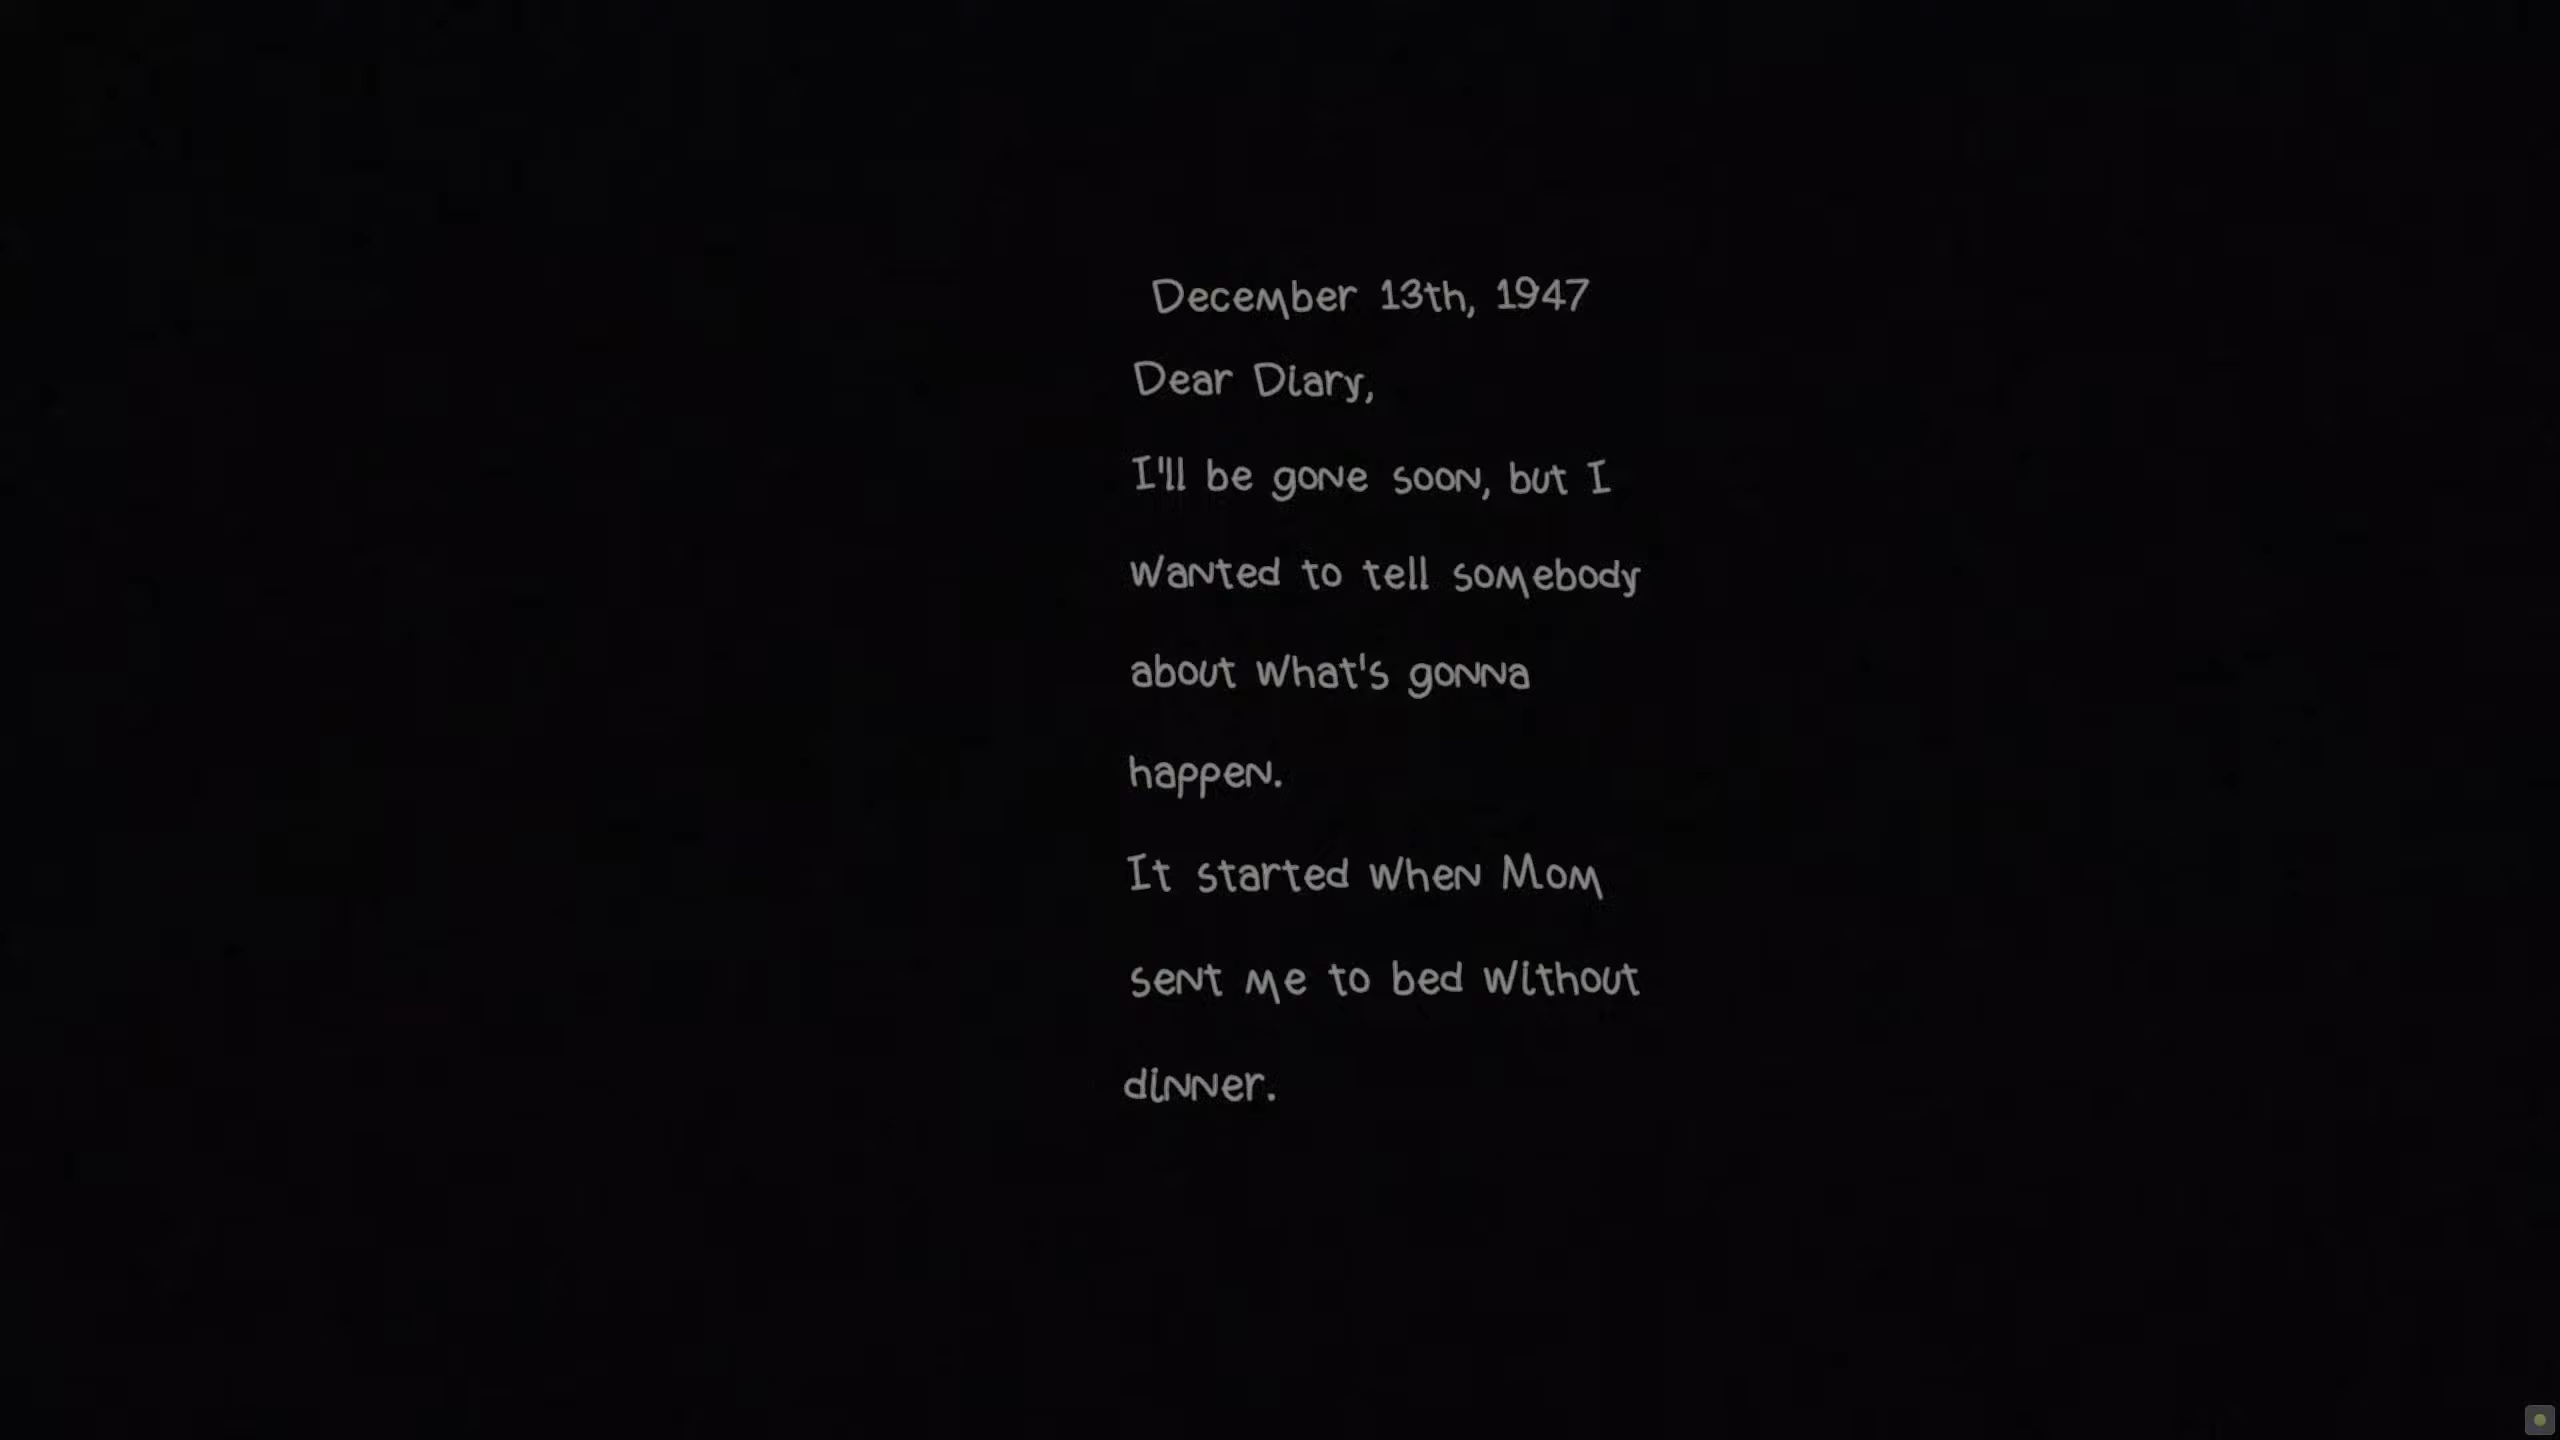 December 13th, 1947
Dear Diary,
I'll be gone soon, but I
wanted to tell somebody
about what's gonna
happen.
It started when Mom
sent me to bed without
dinner.